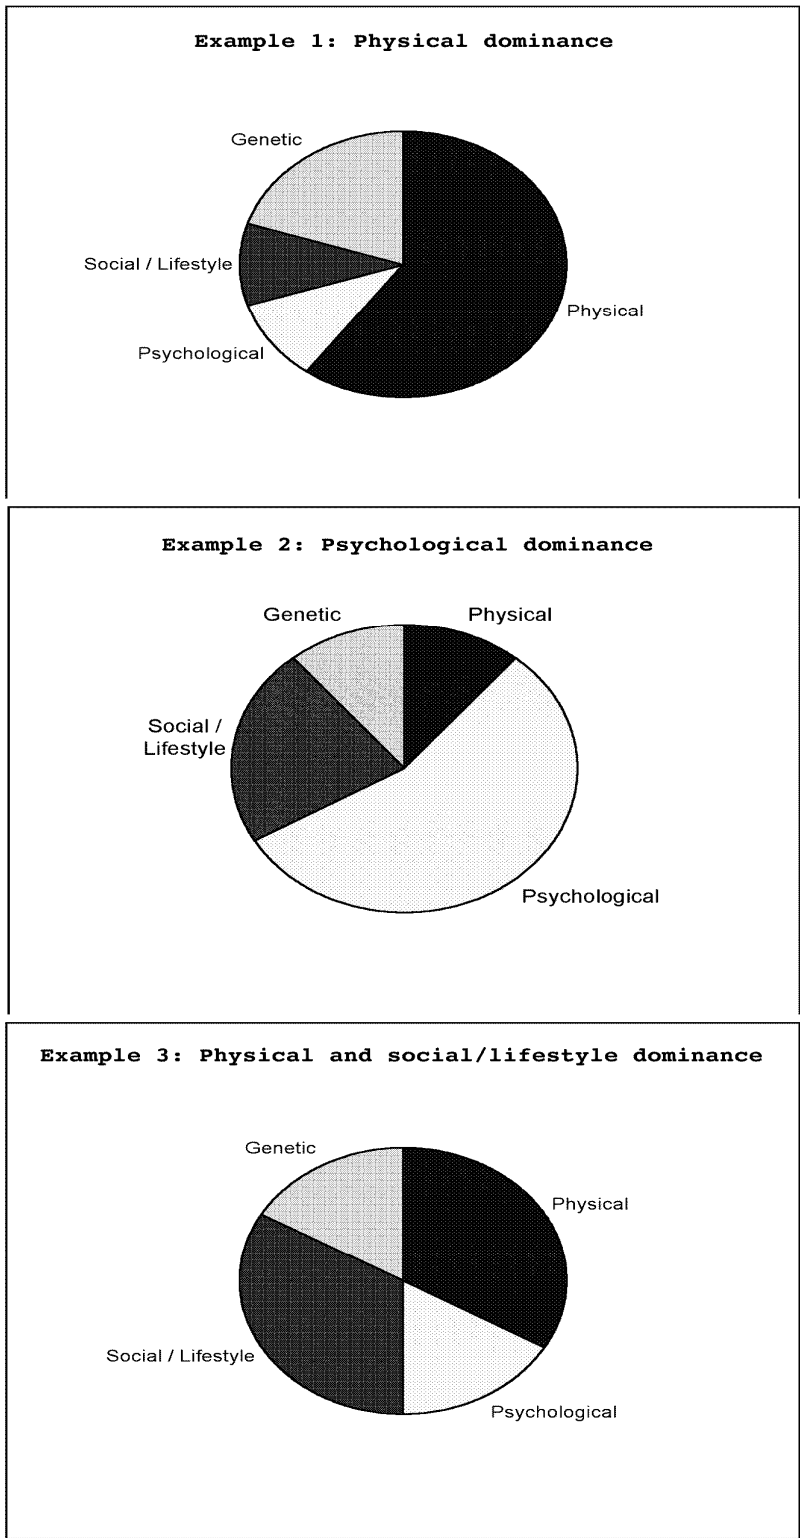 Example 1: Physical dominance
Genetic
Social / Lifestyle
Physical
Psychological
Example 2: Psychological dominance
Genetic
Physical
Social /
Lifestyle
Psychological
Example 3: Physical and social/lifestyle dominance
Genetic
Physical
Social / Lifestyle
Psychological